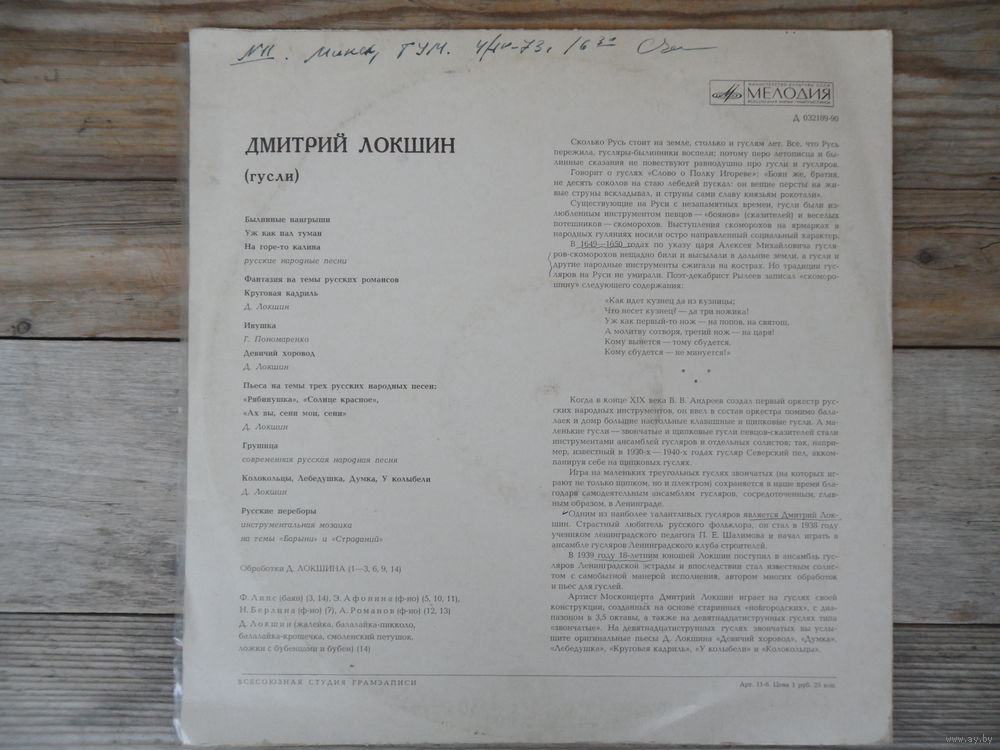 Минск, ГУМ.
МИНИСТЕРСТВО КУЛЬТУРЫ СССР
МЕЛОДИЯ
Д 032189-90
ДМИТРИЙ ЛОКШИН
(гусли)
Былинные наигрыши
Уж как пал туман
На горе-то калина
русские народные песни
Фантазия на темы русских романсов
Круговая кадриль
Д. Локшин
Ивушка
Г. Пономаренко
Девичий хоровод
Д. Локшин
Пьеса на темы трех русских народных песен:
«Рябинушка», «Солнце красное»,
«Ах вы, сени мои, сени»
Д. Локшин
Грушица
современная русская народная песня
Колокольцы, Лебедушка, Думка, У колыбели
Д. Локшин
Русские переборы
инструментальная мозаика
на темы «Барыни» и «Страданий»
Обработки Д. ЛОКШИНА (1—3, 6, 9, 14)
Ф. Липс (баян) (3, 14), Э. Афонина (ф-но) (5, 10, 11),
Н. Берлина (ф-но) (7), А. Романов (ф-но) (12, 13)
Д. Локшин (жалейка, балалайка-пикколо,
балалайка-крошечка, смоленский петушок,
ложки с бубенцами и бубен) (14)
Сколько Русь стоит на земле, столько и гуслям лет. Все, что Русь
пережила, гусляры-былинники воспели; потому перо летописца и бы-
линные сказания не повествуют равнодушно про гусли и гусляров.
Говорит о гуслях «Слово о Полку Игореве»: «Боян же, братия,
не десять соколов на стаю лебедей пускал: он вещие персты на жи-
вые струны вскладывал, и струны сами славу князьям рокотали».
Существующие на Руси с незапамятных времен, гусли были из-
любленным инструментом певцов — «боянов» (сказителей) и веселых
потешников — скоморохов. Выступления скоморохов на ярмарках и
народных гуляниях носили остро направленный социальный характер.
В 1649—1650 годах по указу царя Алексея Михайловича гусля-
ров-скоморохов нещадно били и высылали в дальние земли, а гусли и
другие народные инструменты сжигали на кострах. Но традиции гус-
ляров на Руси не умирали. Поэт-декабрист Рылеев записал «скоморо-
шину» следующего содержания:
«Как идет кузнец да из кузницы;
Что несет кузнец? — да три ножика!
Уж как первый-то нож — на попов, на святош,
А молитву сотворя, третий нож — на царя!
Кому вынется — тому сбудется,
Кому сбудется — не минуется!»
* *
*
Когда в конце XIX века В. В. Андреев создал первый оркестр рус-
ских народных инструментов, он ввел в состав оркестра помимо бала-
лаек и домр большие настольные клавишные и щипковые гусли. А ма-
ленькие гусли — звончатые и щипковые гусли певцов-сказителей стали
инструментами ансамблей гусляров и отдельных солистов; так, напри-
мер, известный в 1930-х — 1940-х годах гусляр Северский пел, акком-
панируя себе на щипковых гуслях.
Игра на маленьких треугольных гуслях звончатых (на которых иг-
рают не только щипком, но и плектром) сохраняется в наше время бла-
годаря самодеятельным ансамблям гусляров, сосредоточенным, глав-
ным образом, в Ленинграде.
Одним из наиболее талантливых гусляров является Дмитрий Лок-
шин. Страстный любитель русского фольклора, он стал в 1938 году
учеником ленинградского педагога П. Е. Шалимова и начал играть в
ансамбле гусляров Ленинградского клуба строителей.
В 1939 году 18-летним юношей Локшин поступил в ансамбль гус-
ляров Ленинградской эстрады и впоследствии стал известным солис-
том с самобытной манерой исполнения, автором многих обработок
и пьес для гуслей.
Артист Москонцерта Дмитрий Локшин играет на гуслях своей
конструкции, созданных на основе старинных «новгородских», с диа-
пазоном в 3,5 октавы, а также на девятнадцатиструнных гуслях типа
«звончатые». На девятнадцатиструнных гуслях звончатых вы услы-
шите оригинальные пьесы Д. Локшина «Девичий хоровод», «Думка»,
«Лебедушка», «Круговая кадриль», «У колыбели» и «Колокольцы».
ВСЕСОЮЗНАЯ СТУДИЯ ГРАМЗАПИСИ
Арт. 11-6. Цена 1 руб. 25 коп.
www.ay.by